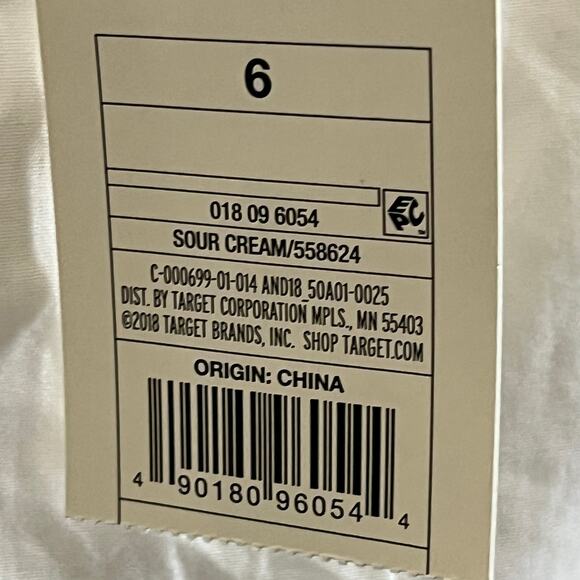 6
EPC™
018 09 6054
SOUR CREAM/558624
C-000699-01-014 AND18_50A01-0025
DIST. BY TARGET CORPORATION MPLS., MN 55403
©2018 TARGET BRANDS, INC. SHOP TARGET.COM
ORIGIN: CHINA
4 90180 96054 4